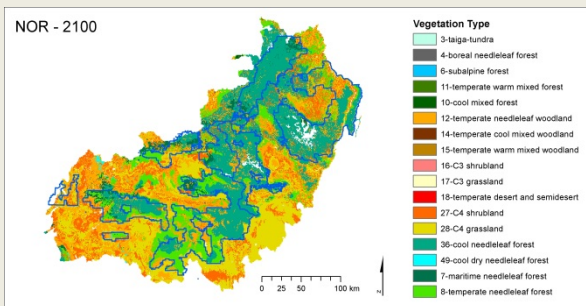 NOR - 2100
Vegetation Type
3-taiga-tundra
4-boreal needleleaf forest
6-subalpine forest
11-temperate warm mixed forest
10-cool mixed forest
12-temperate needleleaf woodland
14-temperate cool mixed woodland
15-temperate warm mixed woodland
16-C3 shrubland
17-C3 grassland
18-temperate desert and semidesert
27-C4 shrubland
28-C4 grassland
36-cool needleleaf forest
49-cool dry needleleaf forest
7-maritime needleleaf forest
8-temperate needleleaf forest
0 25 50 100 km
N